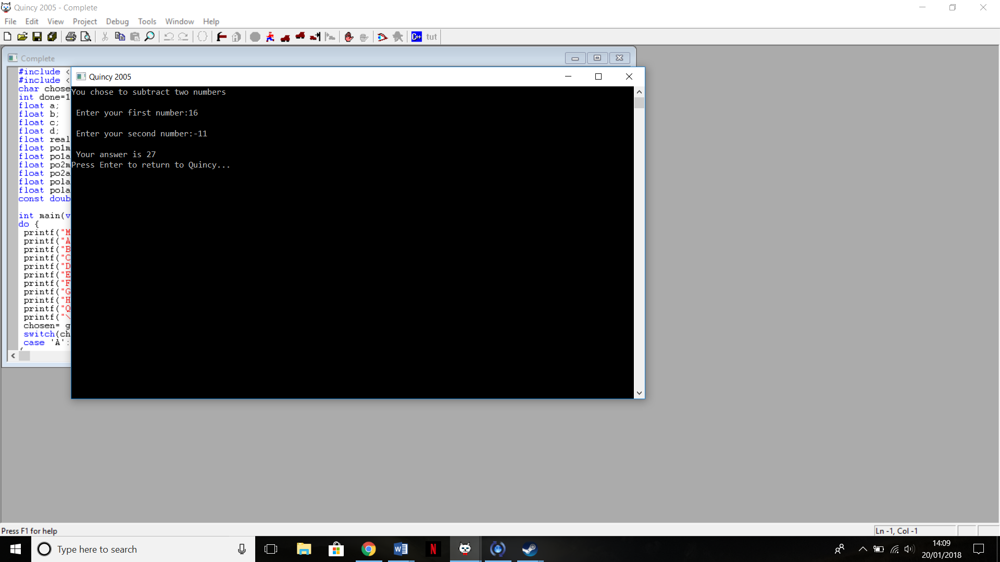 Quincy 2005 - Complete
File Edit View Project Debug Tools Window Help
C++ tut
Complete
#include <
#include <
char chose
int done=1
float a;
float b;
float c;
float d;
float real
float po1m
float po1a
float po2m
float po2a
float pola
float pola
const doub
int main(v
do {
printf("M
printf("A
printf("B
printf("C
printf("D
printf("E
printf("F
printf("G
printf("H
printf("Q
printf("\
chosen= g
switch(ch
case 'A':
{
Quincy 2005
You chose to subtract two numbers
Enter your first number:16
Enter your second number:-11
Your answer is 27
Press Enter to return to Quincy...
Press F1 for help
Ln -1, Col -1
Type here to search
W
N
14:09
20/01/2018